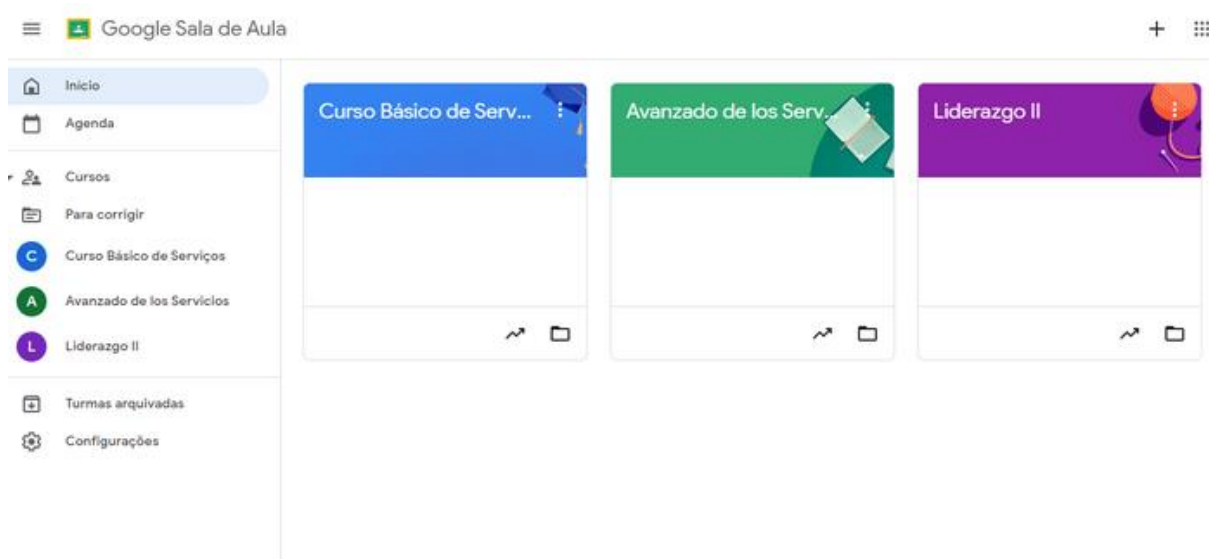 Google Sala de Aula
Início
Agenda
Cursos
Para corrigir
C Curso Básico de Serviços
A Avanzado de los Servicios
L Liderazgo II
Turmas arquivadas
Configurações
Curso Básico de Serv...
Avanzado de los Serv...
Liderazgo II